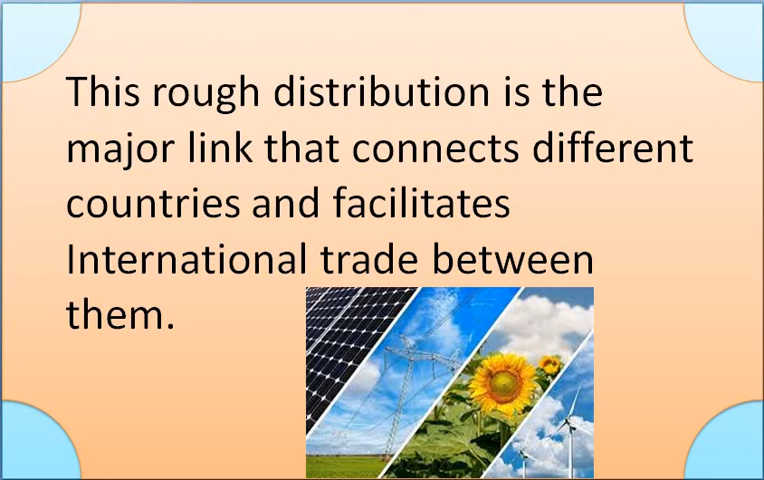 This rough distribution is the
major link that connects different
countries and facilitates
International trade between
them.